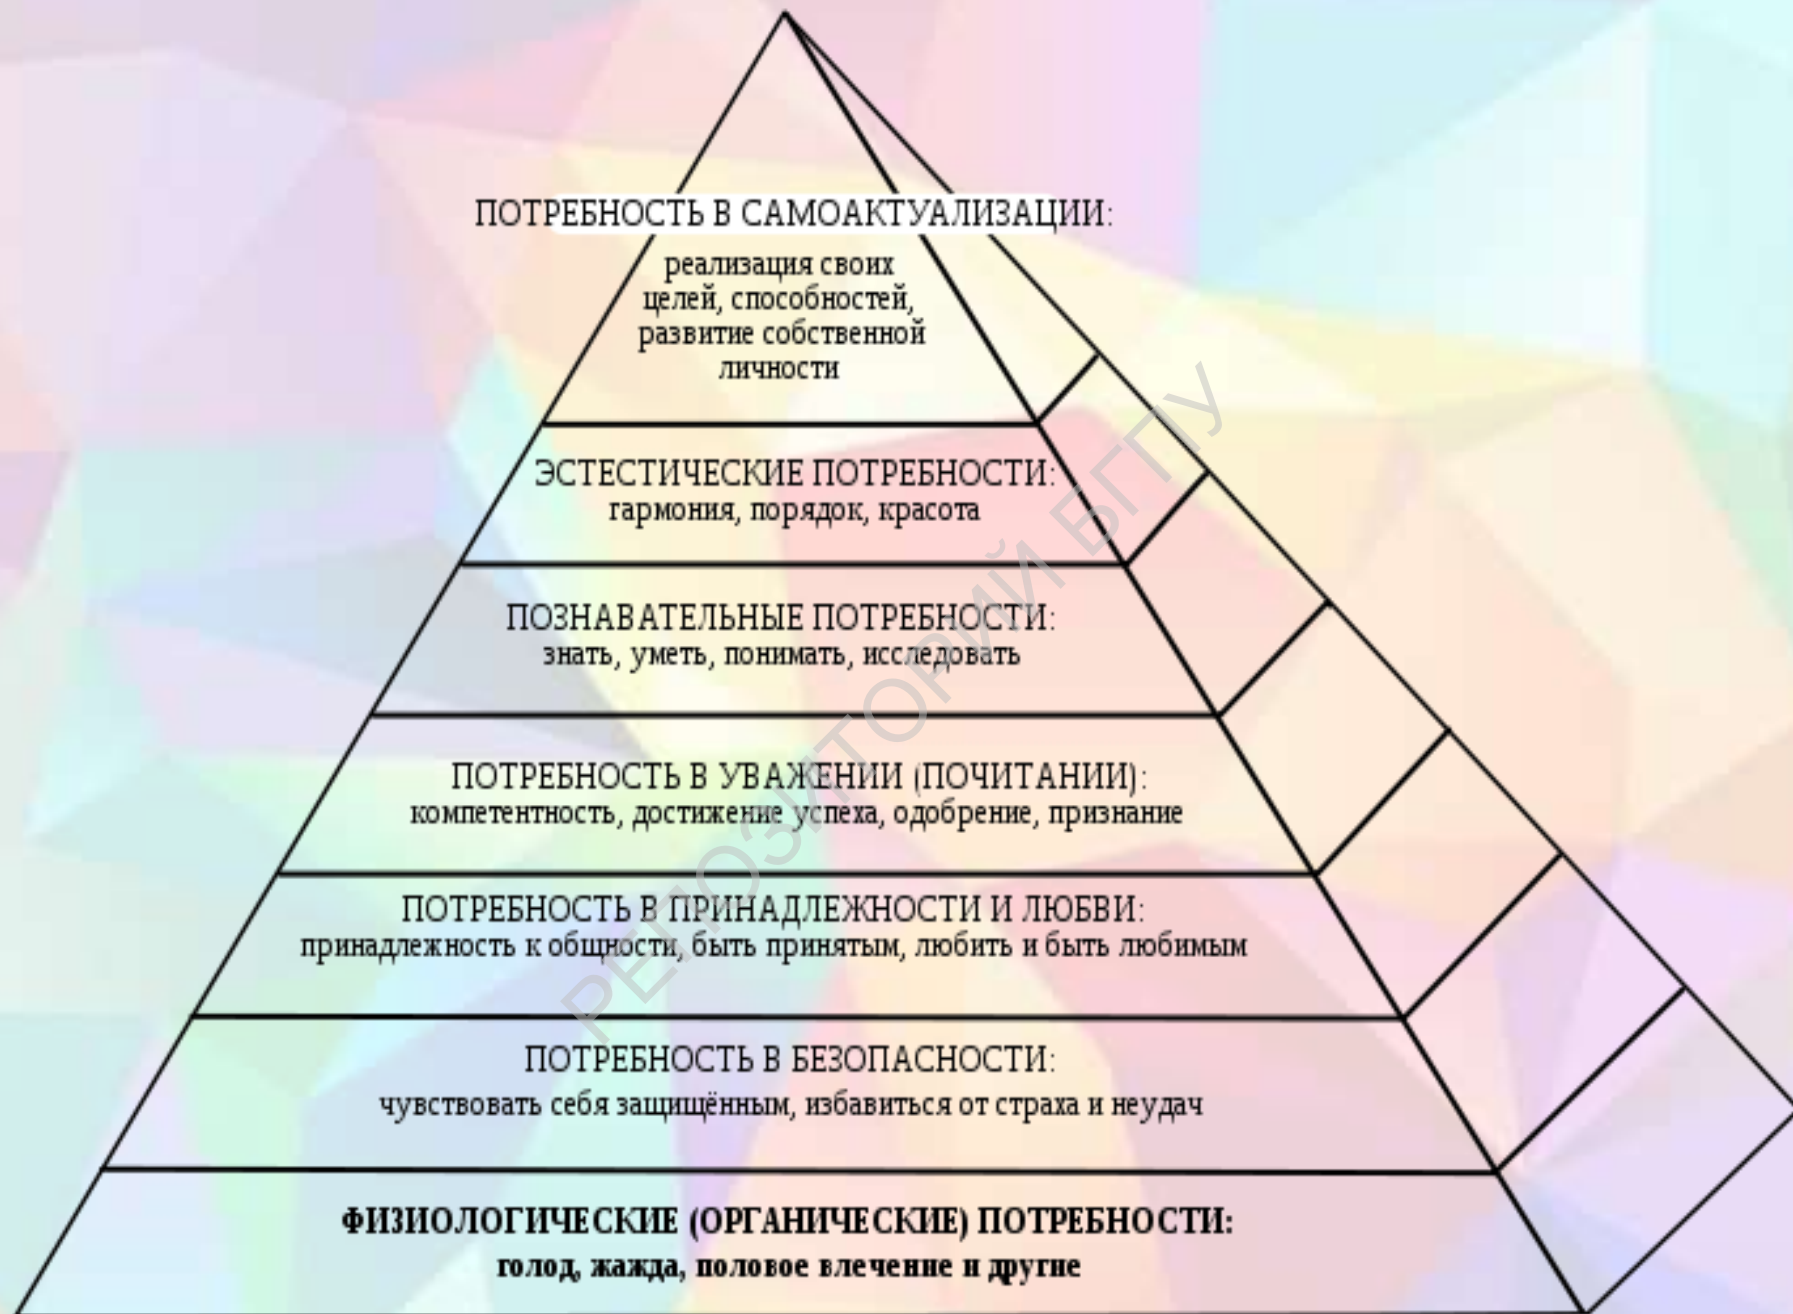 ПОТРЕБНОСТЬ В САМОАКТУАЛИЗАЦИИ:
реализация своих
целей, способностей,
развитие собственной
личности
ЭСТЕСТИЧЕСКИЕ ПОТРЕБНОСТИ:
гармония, порядок, красота
ПОЗНАВАТЕЛЬНЫЕ ПОТРЕБНОСТИ:
знать, уметь, понимать, исследовать
ПОТРЕБНОСТЬ В УВАЖЕНИИ (ПОЧИТАНИИ):
компетентность, достижение успеха, одобрение, признание
ПОТРЕБНОСТЬ В ПРИНАДЛЕЖНОСТИ И ЛЮБВИ:
принадлежность к общности, быть принятым, любить и быть любимым
ПОТРЕБНОСТЬ В БЕЗОПАСНОСТИ:
чувствовать себя защищённым, избавиться от страха и неудач
ФИЗИОЛОГИЧЕСКИЕ (ОРГАНИЧЕСКИЕ) ПОТРЕБНОСТИ:
голод, жажда, половое влечение и другие
РЕПОЗИТОРИЙ БГПУ